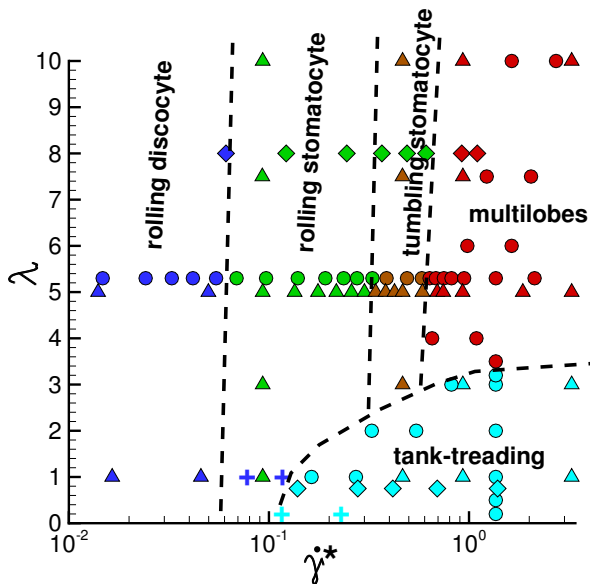 10
9
8
7
6
5
4
3
2
1
0
λ
rolling discocyte
rolling stomatocyte
tumbling stomatocyte
multilobes
tank-treading
10⁻²
10⁻¹
10⁰
γ̇*